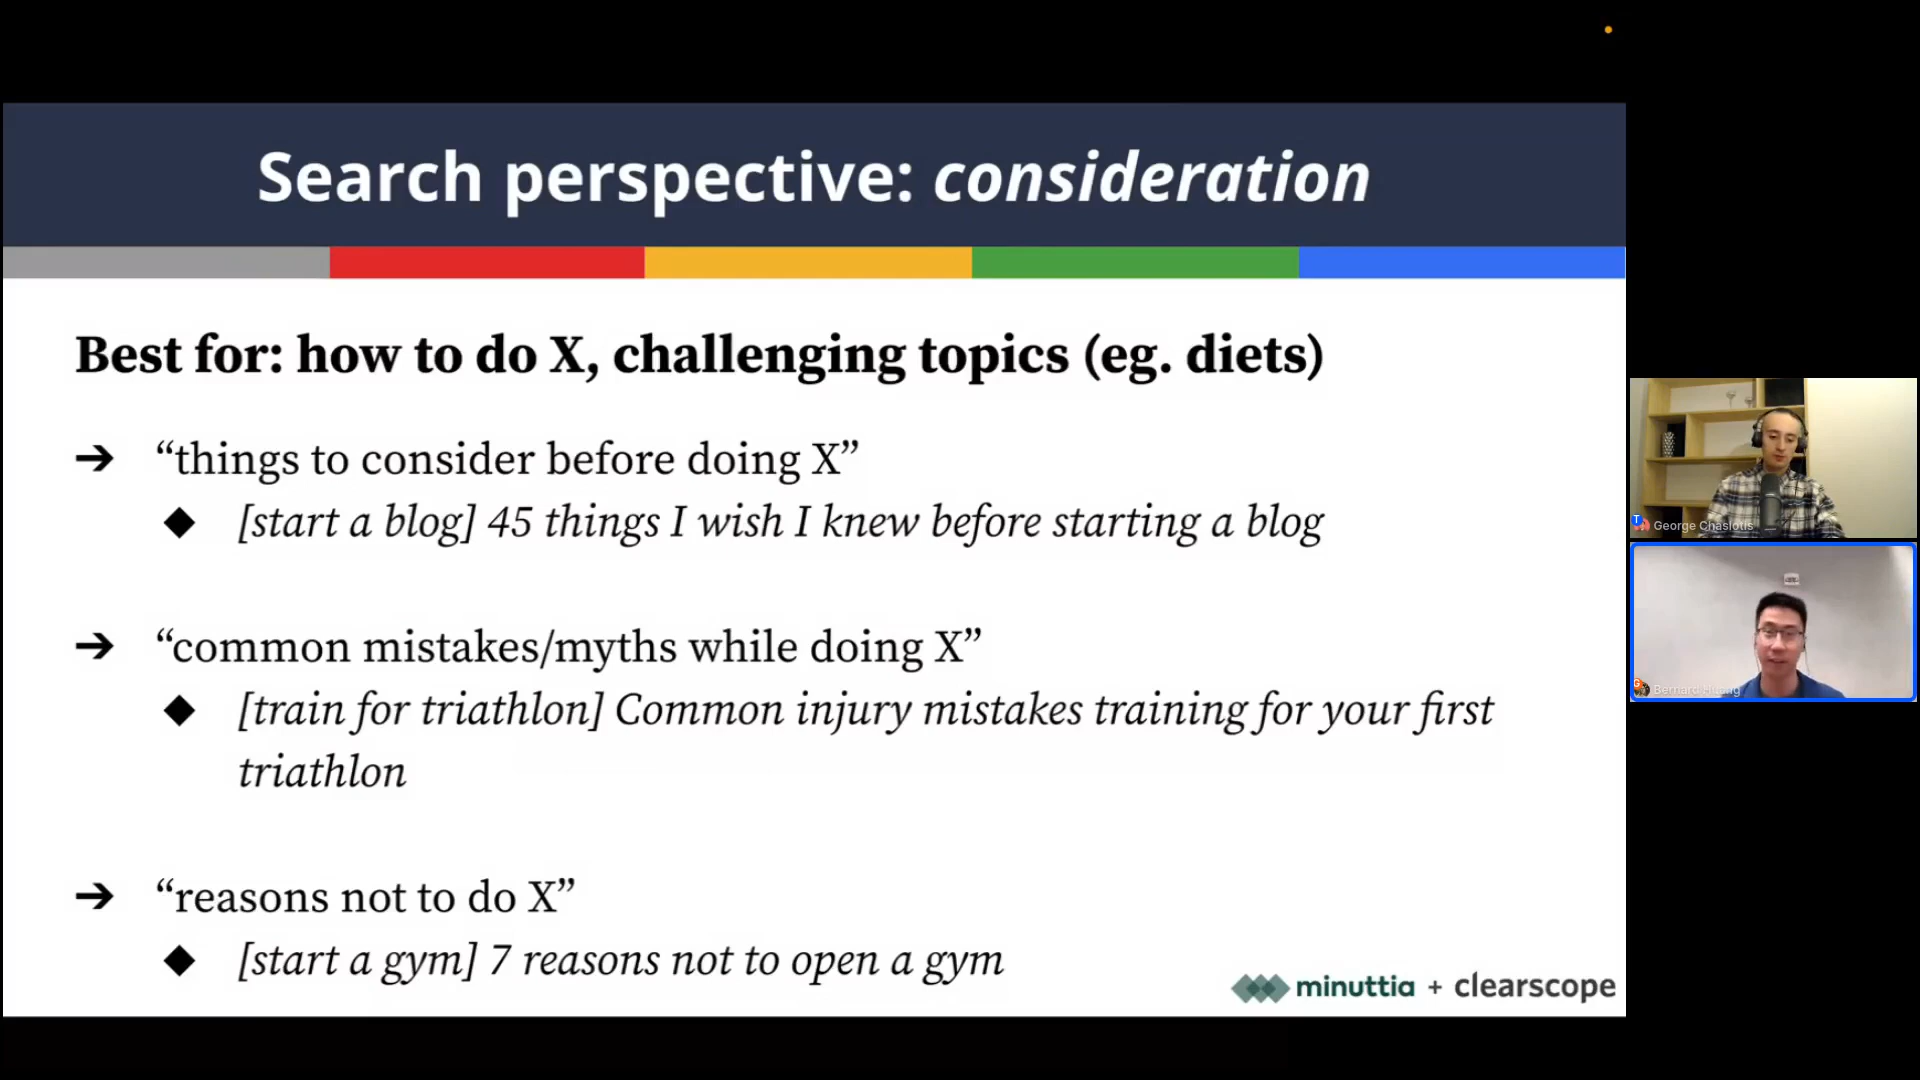 Search perspective: consideration
Best for: how to do X, challenging topics (eg. diets)
➔ “things to consider before doing X”
◆ [start a blog] 45 things I wish I knew before starting a blog
➔ “common mistakes/myths while doing X”
◆ [train for triathlon] Common injury mistakes training for your first
triathlon
➔ “reasons not to do X”
◆ [start a gym] 7 reasons not to open a gym
minuttia + clearscope
George Chasiotis
Bernard Huang